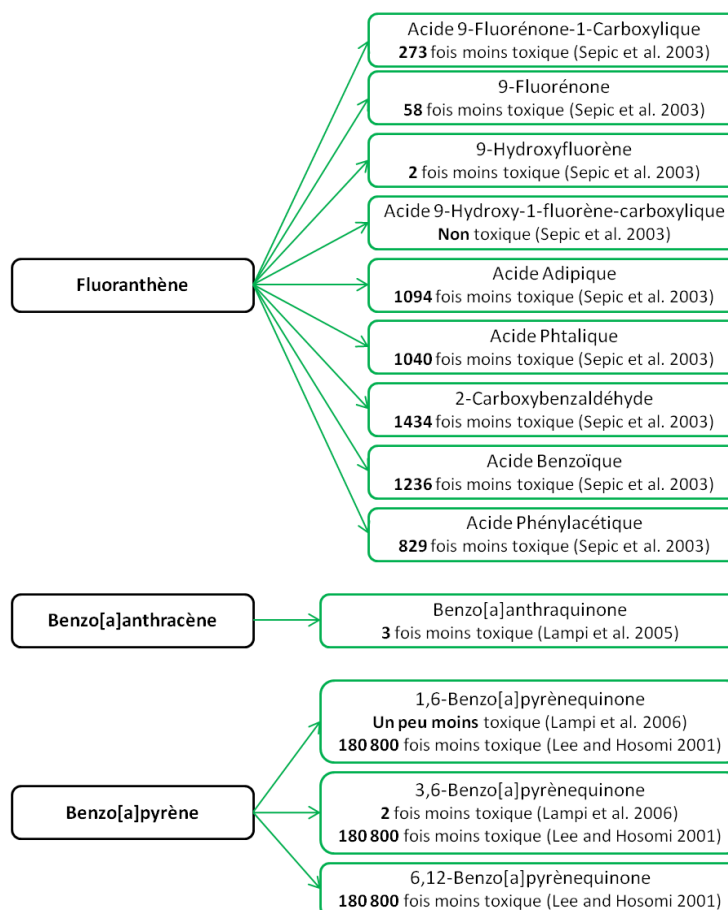 Acide 9-Fluorénone-1-Carboxylique
273 fois moins toxique (Sepic et al. 2003)
9-Fluorénone
58 fois moins toxique (Sepic et al. 2003)
9-Hydroxyfluorène
2 fois moins toxique (Sepic et al. 2003)
Acide 9-Hydroxy-1-fluorène-carboxylique
Non toxique (Sepic et al. 2003)
Fluoranthène
Acide Adipique
1094 fois moins toxique (Sepic et al. 2003)
Acide Phtalique
1040 fois moins toxique (Sepic et al. 2003)
2-Carboxybenzaldéhyde
1434 fois moins toxique (Sepic et al. 2003)
Acide Benzoïque
1236 fois moins toxique (Sepic et al. 2003)
Acide Phénylacétique
829 fois moins toxique (Sepic et al. 2003)
Benzo[a]anthracène
Benzo[a]anthraquinone
3 fois moins toxique (Lampi et al. 2005)
Benzo[a]pyrène
1,6-Benzo[a]pyrènequinone
Un peu moins toxique (Lampi et al. 2006)
180 800 fois moins toxique (Lee and Hosomi 2001)
3,6-Benzo[a]pyrènequinone
2 fois moins toxique (Lampi et al. 2006)
180 800 fois moins toxique (Lee and Hosomi 2001)
6,12-Benzo[a]pyrènequinone
180 800 fois moins toxique (Lee and Hosomi 2001)